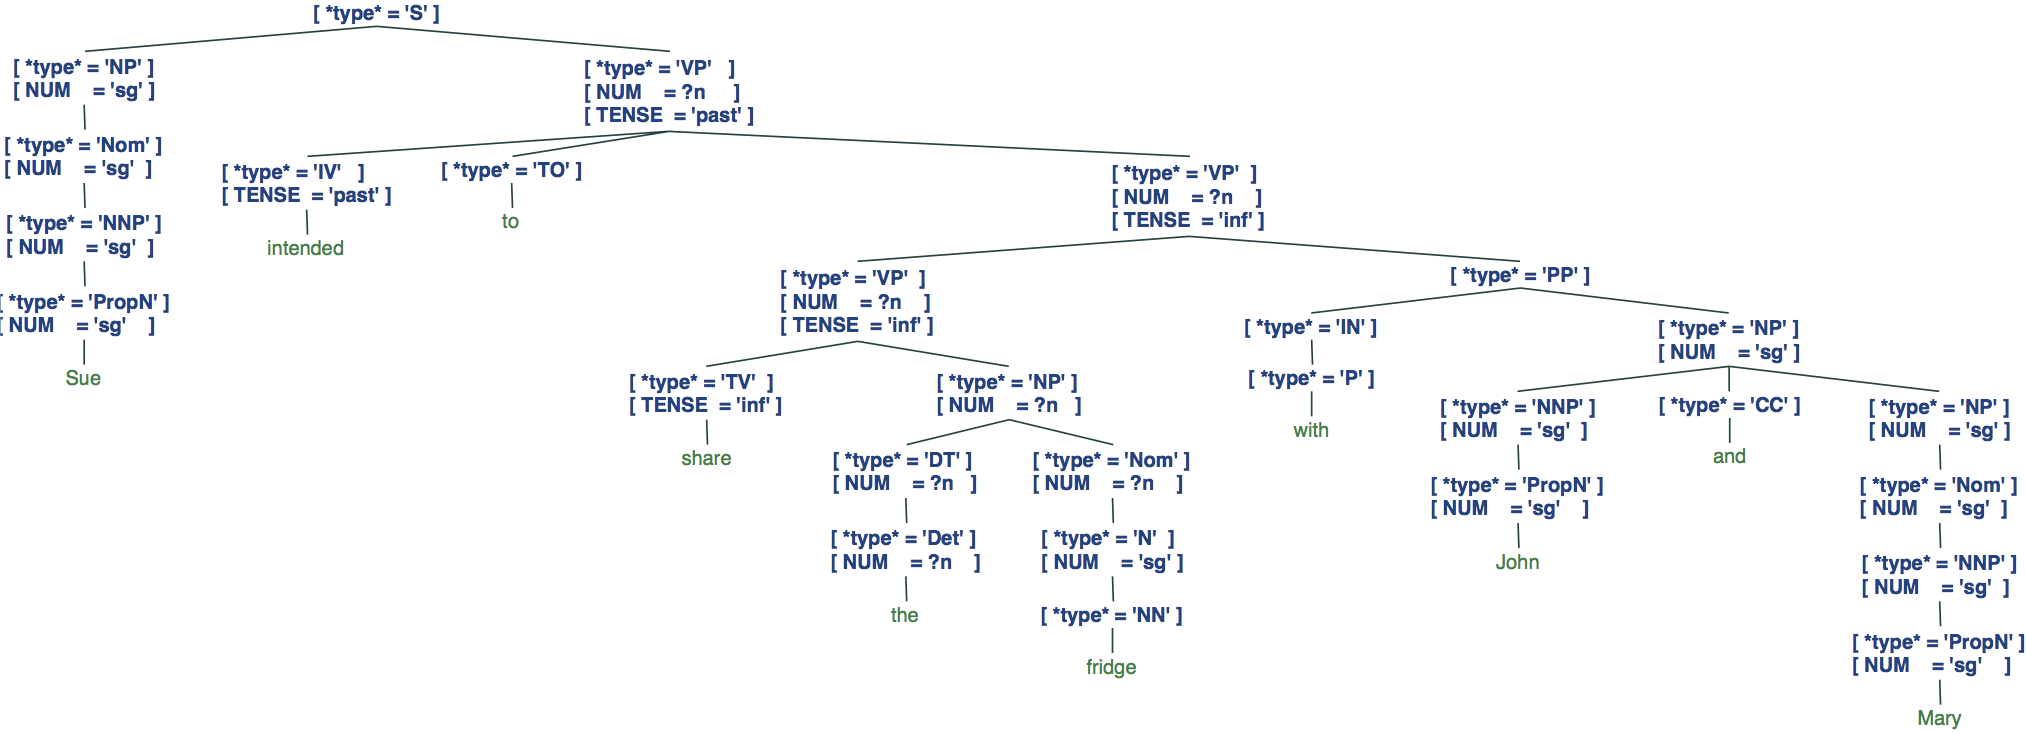 [ *type* = 'S' ]
[ *type* = 'NP' ]
[ NUM = 'sg' ]
[ *type* = 'VP' ]
[ NUM = ?n ]
[ TENSE = 'past' ]
[ *type* = 'Nom' ]
[ NUM = 'sg' ]
[ *type* = 'NNP' ]
[ NUM = 'sg' ]
[ *type* = 'PropN' ]
[ NUM = 'sg' ]
Sue
[ *type* = 'IV' ]
[ TENSE = 'past' ]
intended
[ *type* = 'TO' ]
to
[ *type* = 'VP' ]
[ NUM = ?n ]
[ TENSE = 'inf' ]
[ *type* = 'VP' ]
[ NUM = ?n ]
[ TENSE = 'inf' ]
[ *type* = 'TV' ]
[ TENSE = 'inf' ]
share
[ *type* = 'NP' ]
[ NUM = ?n ]
[ *type* = 'DT' ]
[ NUM = ?n ]
[ *type* = 'Det' ]
[ NUM = ?n ]
the
[ *type* = 'Nom' ]
[ NUM = ?n ]
[ *type* = 'N' ]
[ NUM = 'sg' ]
[ *type* = 'NN' ]
fridge
[ *type* = 'PP' ]
[ *type* = 'IN' ]
[ *type* = 'P' ]
with
[ *type* = 'NP' ]
[ NUM = 'sg' ]
[ *type* = 'NNP' ]
[ NUM = 'sg' ]
[ *type* = 'PropN' ]
[ NUM = 'sg' ]
John
[ *type* = 'CC' ]
and
[ *type* = 'NP' ]
[ NUM = 'sg' ]
[ *type* = 'Nom' ]
[ NUM = 'sg' ]
[ *type* = 'NNP' ]
[ NUM = 'sg' ]
[ *type* = 'PropN' ]
[ NUM = 'sg' ]
Mary